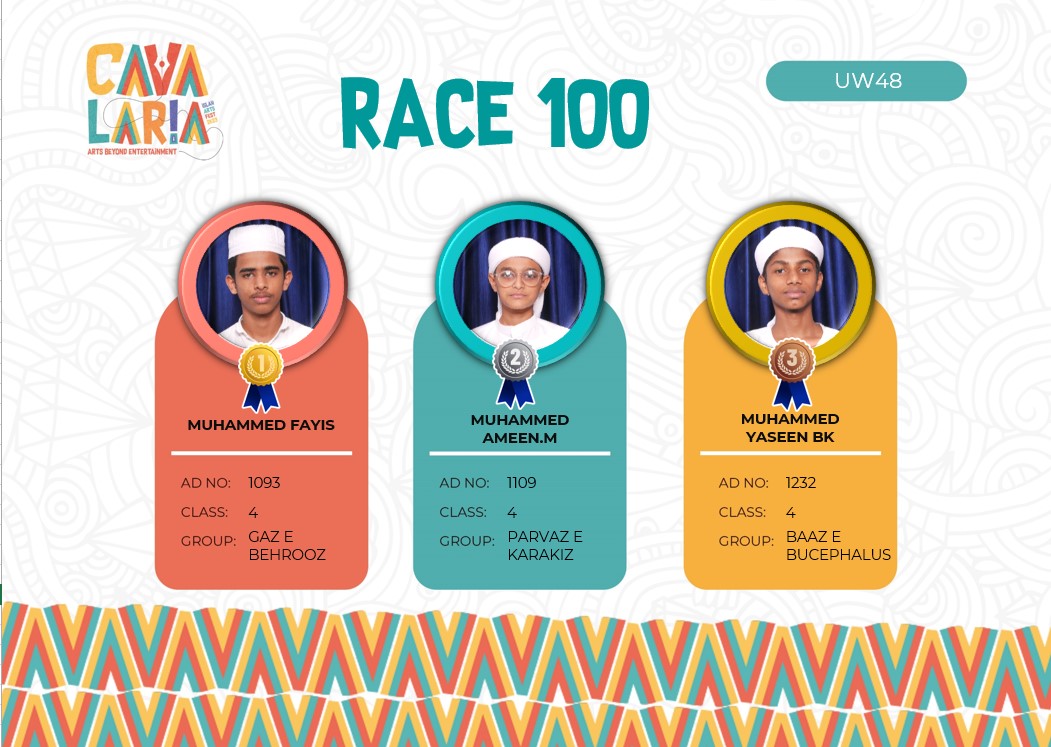 CAVA
LARIA
ARTS BEYOND ENTERTAINMENT
RACE 100
UW48
1
MUHAMMED FAYIS
AD NO: 1093
CLASS: 4
GROUP: GAZ E
BEHROOZ
2
MUHAMMED
AMEEN.M
AD NO: 1109
CLASS: 4
GROUP: PARVAZ E
KARAKIZ
3
MUHAMMED
YASEEN BK
AD NO: 1232
CLASS: 4
GROUP: BAAZ E
BUCEPHALUS